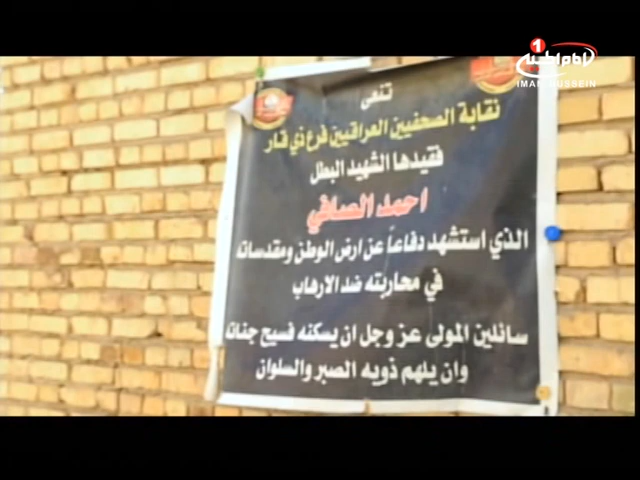 1
IMAM HUSSEIN
تنعى
نقابة الصحفيين العراقيين فرع ذي قار
فقيدها الشهيد البطل
احمد الصافي
الذي استشهد دفاعاً عن ارض الوطن ومقدساته
في محاربته ضد الارهاب
سائلين المولى عز وجل ان يسكنه فسيح جناته
وان يلهم ذويه الصبر والسلوان